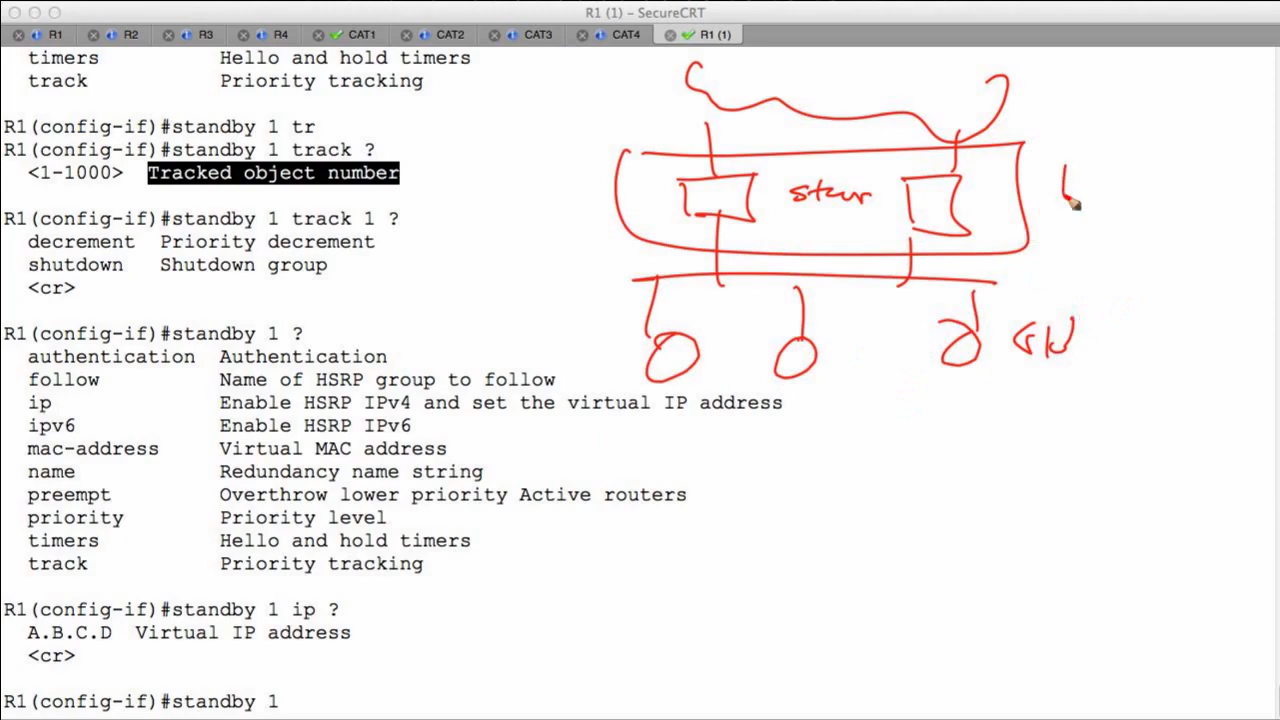 R1 (1) – SecureCRT
R1 R2 R3 R4 CAT1 CAT2 CAT3 CAT4 R1 (1)
timers Hello and hold timers
track Priority tracking
R1(config-if)#standby 1 tr
R1(config-if)#standby 1 track ?
<1-1000> Tracked object number
R1(config-if)#standby 1 track 1 ?
decrement Priority decrement
shutdown Shutdown group
<cr>
R1(config-if)#standby 1 ?
authentication Authentication
follow Name of HSRP group to follow
ip Enable HSRP IPv4 and set the virtual IP address
ipv6 Enable HSRP IPv6
mac-address Virtual MAC address
name Redundancy name string
preempt Overthrow lower priority Active routers
priority Priority level
timers Hello and hold timers
track Priority tracking
R1(config-if)#standby 1 ip ?
A.B.C.D Virtual IP address
<cr>
R1(config-if)#standby 1
GW